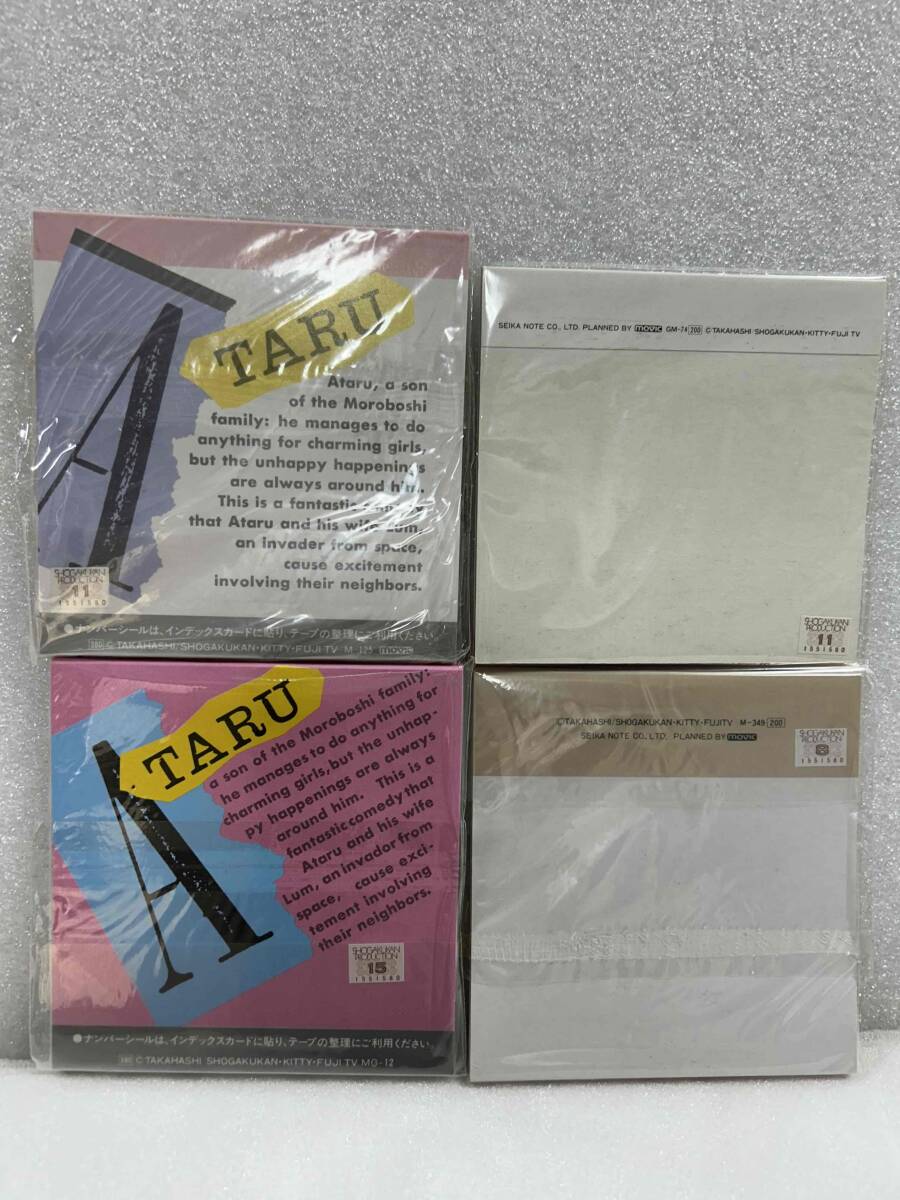 ATARU
Ataru, a son
of the Moroboshi
family: he manages to do
anything for charming girls,
but the unhappy happenings
are always around him.
This is a fantastic comedy
that Ataru and his wife Lum,
an invader from space,
cause excitement
involving their neighbors.
SHOGAKUKAN
PRODUCTION
11
1551560
●ナンバーシールは、インデックスカードに貼り、テープの整理にご利用ください。
380 © TAKAHASHI/SHOGAKUKAN・KITTY・FUJI TV M-125 movic
SEIKA NOTE CO., LTD. PLANNED BY movic GM-74 200 © TAKAHASHI/SHOGAKUKAN・KITTY・FUJI TV
SHOGAKUKAN
PRODUCTION
11
1551560
ATARU
a son of the Moroboshi family:
he manages to do anything for
charming girls, but the unhap-
py happenings are always
around him. This is a
fantastic comedy that
Ataru and his wife
Lum, an invador from
space, cause exci-
tement involving
their neighbors.
SHOGAKUKAN
PRODUCTION
15
1551560
●ナンバーシールは、インデックスカードに貼り、テープの整理にご利用ください。
© TAKAHASHI SHOGAKUKAN・KITTY・FUJI TV MG-12
© TAKAHASHI/SHOGAKUKAN・KITTY・FUJITV M-349 200
SEIKA NOTE CO., LTD. PLANNED BY movic
SHOGAKUKAN
PRODUCTION
8
1551560